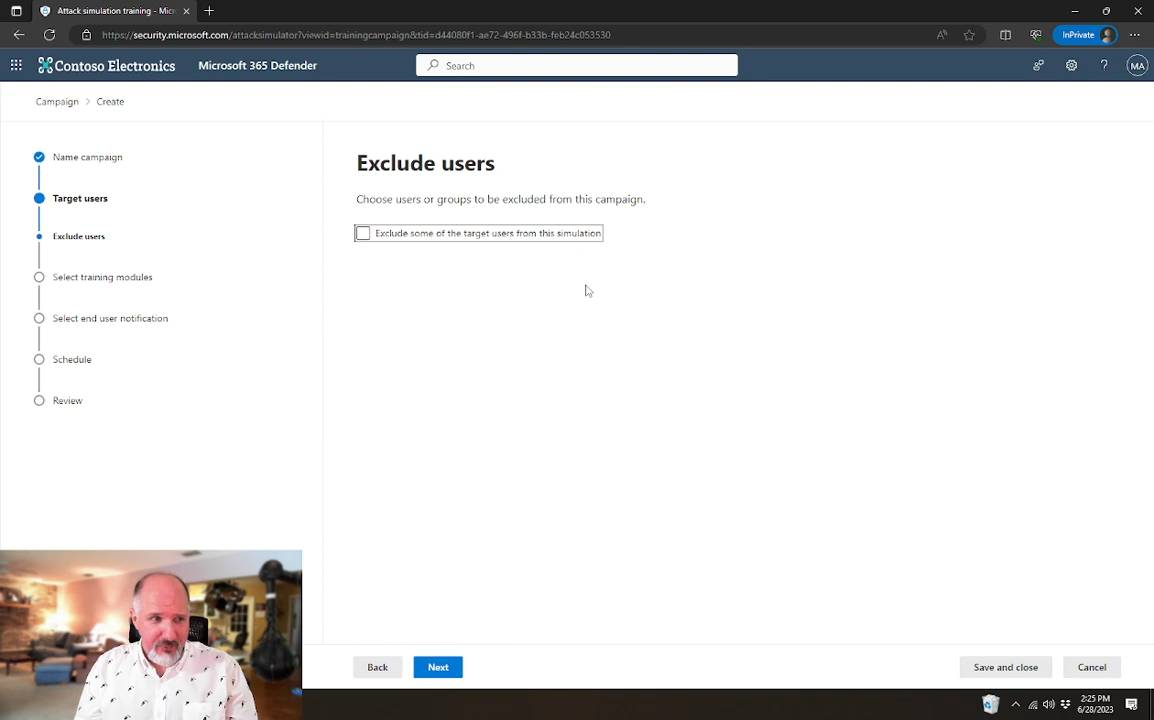 Attack simulation training - Micr
https://security.microsoft.com/attacksimulator?viewid=trainingcampaign&tid=d44080f1-ae72-496f-b33b-feb24c053530
InPrivate
Contoso Electronics
Microsoft 365 Defender
Search
MA
Campaign > Create
Name campaign
Target users
Exclude users
Select training modules
Select end user notification
Schedule
Review
Exclude users
Choose users or groups to be excluded from this campaign.
Exclude some of the target users from this simulation
Back
Next
Save and close
Cancel
2:25 PM
6/28/2023